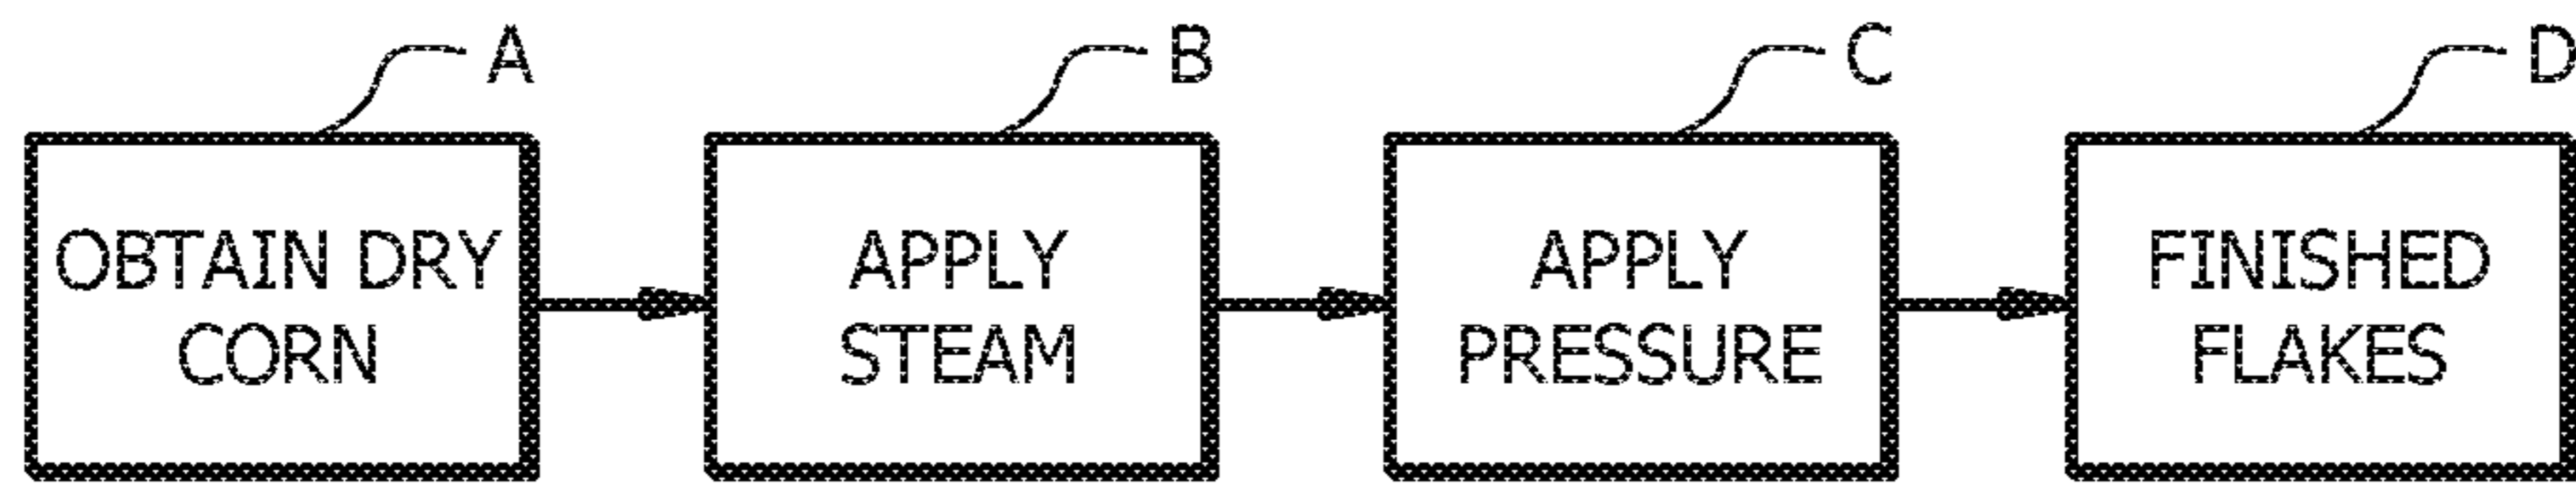 A
B
C
D
OBTAIN DRY
CORN
APPLY
STEAM
APPLY
PRESSURE
FINISHED
FLAKES